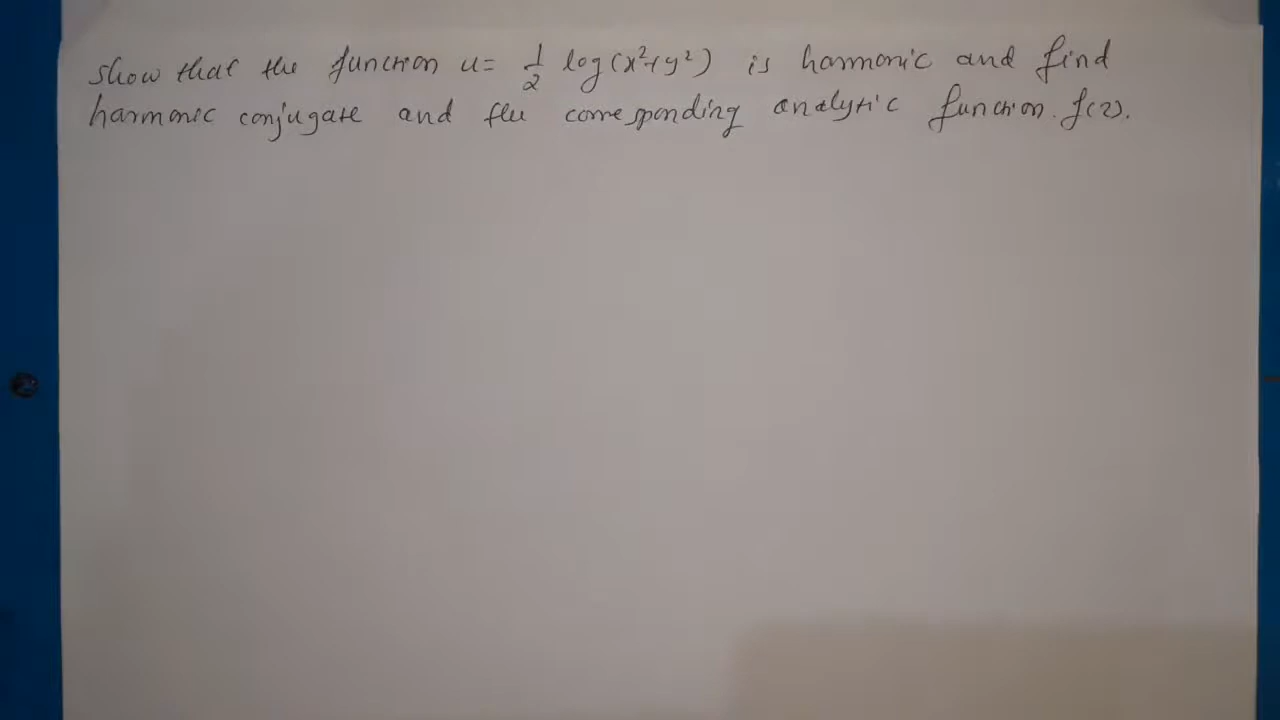 show that the function u= 1/2 log(x²+y²) is harmonic and find
harmonic conjugate and the corresponding analytic function. f(z).